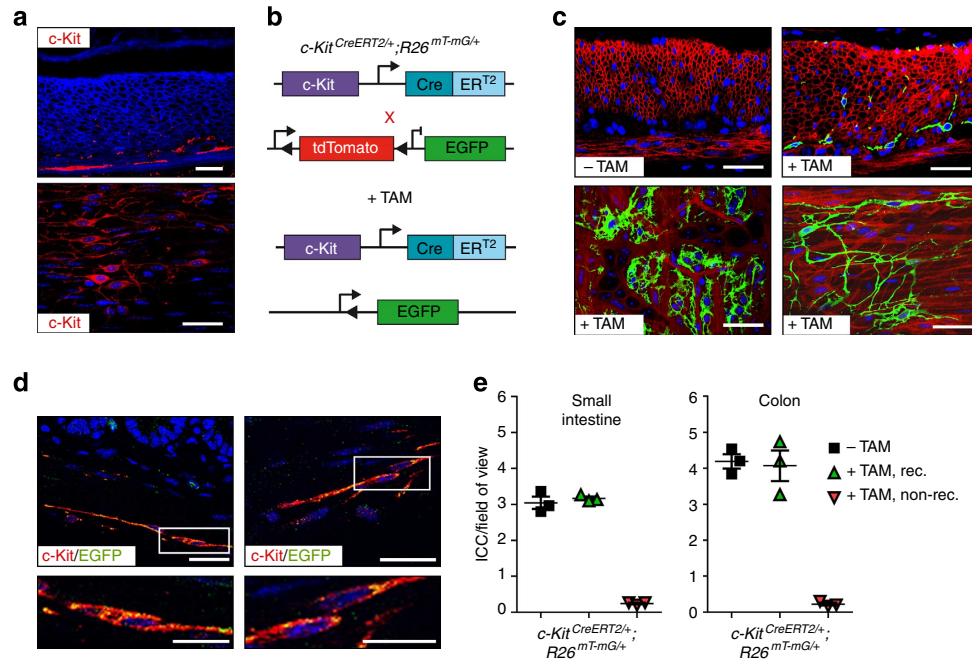 a
c-Kit
c-Kit
b
c-Kit^CreERT2/+;R26^mT-mG/+
c-Kit
Cre
ER^T2
X
tdTomato
EGFP
+ TAM
c-Kit
Cre
ER^T2
EGFP
c
– TAM
+ TAM
+ TAM
+ TAM
d
c-Kit/EGFP
c-Kit/EGFP
e
ICC/field of view
6
5
4
3
2
1
0
Small
intestine
c-Kit^CreERT2/+;
R26^mT-mG/+
6
5
4
3
2
1
0
Colon
c-Kit^CreERT2/+;
R26^mT-mG/+
– TAM
+ TAM, rec.
+ TAM, non-rec.